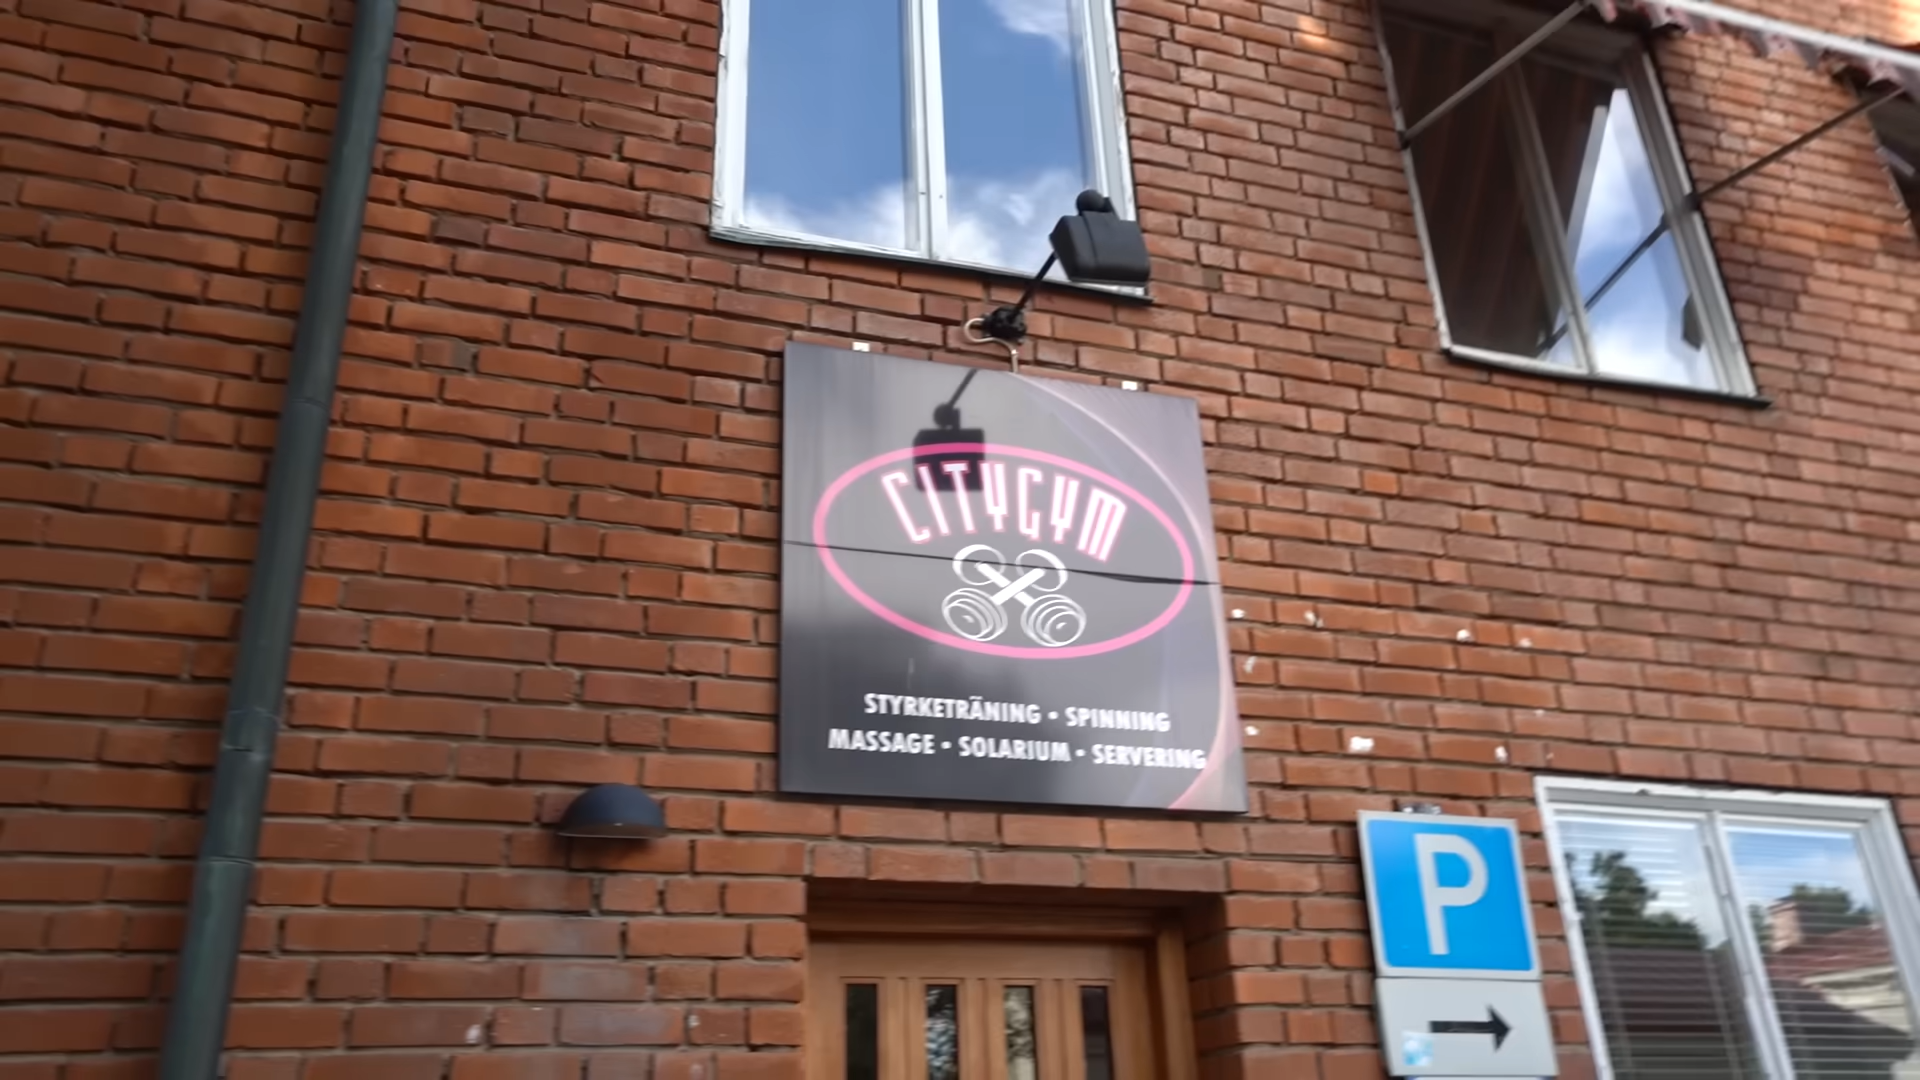 CITYGYM
STYRKETRÄNING • SPINNING
MASSAGE • SOLARIUM • SERVERING
P